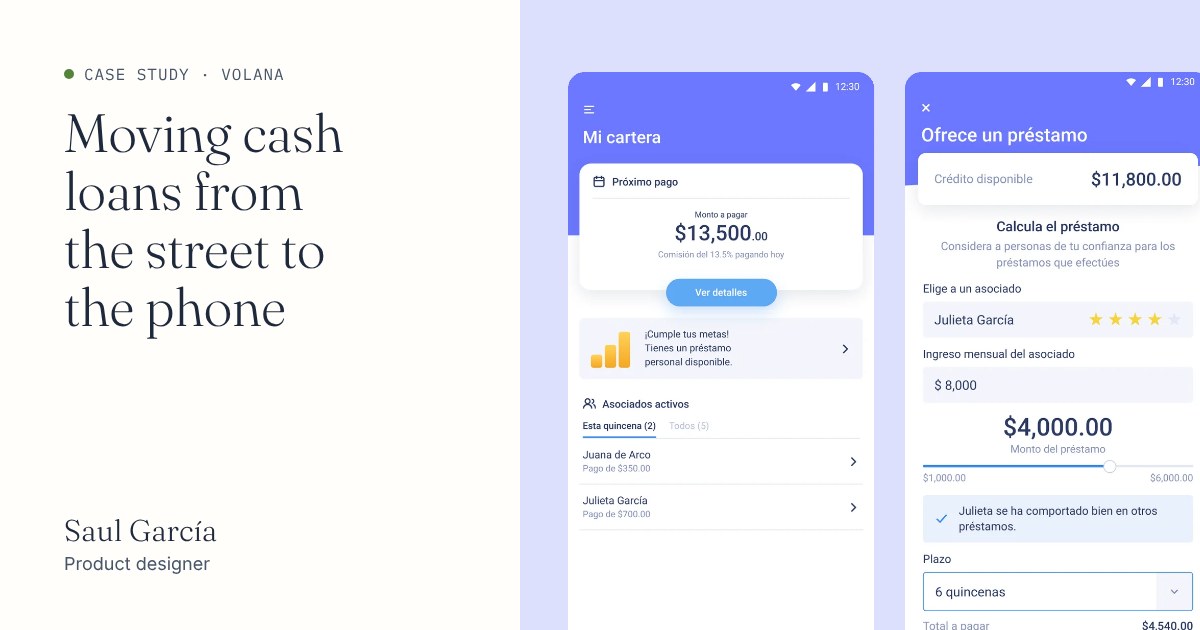 CASE STUDY · VOLANA
Moving cash
loans from
the street to
the phone
Saul García
Product designer
12:30
Mi cartera
Próximo pago
Monto a pagar
$13,500.00
Comisión del 13.5% pagando hoy
Ver detalles
¡Cumple tus metas!
Tienes un préstamo
personal disponible.
Asociados activos
Esta quincena (2) Todos (5)
Juana de Arco
Pago de $350.00
Julieta García
Pago de $700.00
12:30
Ofrece un préstamo
Crédito disponible $11,800.00
Calcula el préstamo
Considera a personas de tu confianza para los
préstamos que efectúes
Elige a un asociado
Julieta García
Ingreso mensual del asociado
$ 8,000
$4,000.00
Monto del préstamo
$1,000.00 $6,000.00
Julieta se ha comportado bien en otros
préstamos.
Plazo
6 quincenas
Total a pagar $4,540.00